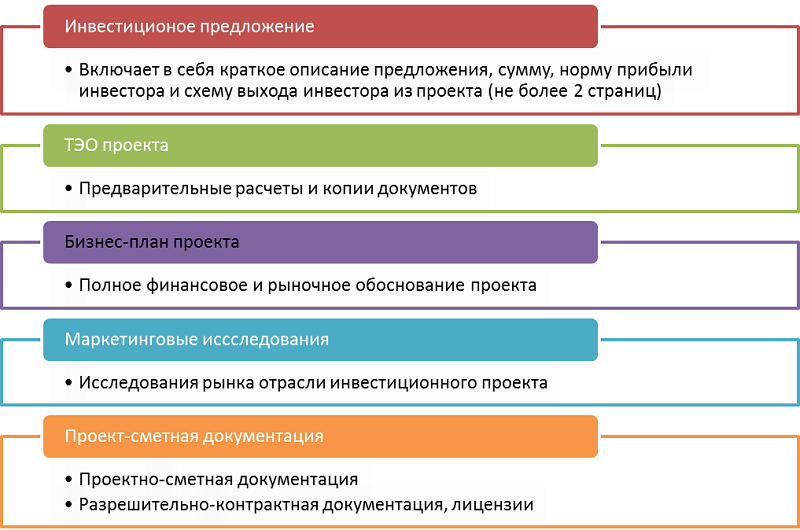 Инвестиционое предложение
• Включает в себя краткое описание предложения, сумму, норму прибыли
инвестора и схему выхода инвестора из проекта (не более 2 страниц)
ТЭО проекта
• Предварительные расчеты и копии документов
Бизнес-план проекта
• Полное финансовое и рыночное обоснование проекта
Маркетинговые иссследования
• Исследования рынка отрасли инвестиционного проекта
Проект-сметная документация
• Проектно-сметная документация
• Разрешительно-контрактная документация, лицензии